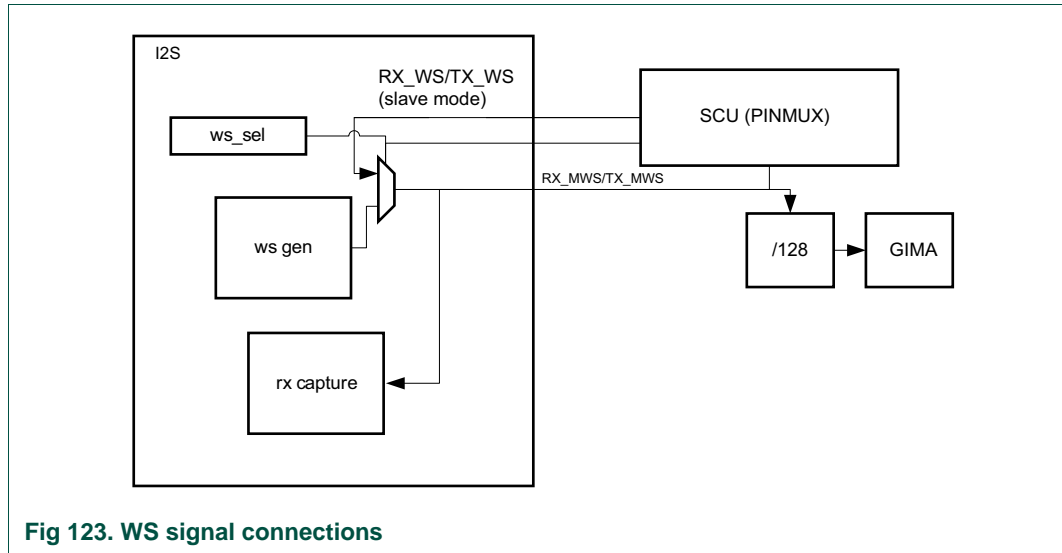 I2S
RX_WS/TX_WS
(slave mode)
SCU (PINMUX)
ws_sel
RX_MWS/TX_MWS
ws gen
/128
GIMA
rx capture
Fig 123. WS signal connections